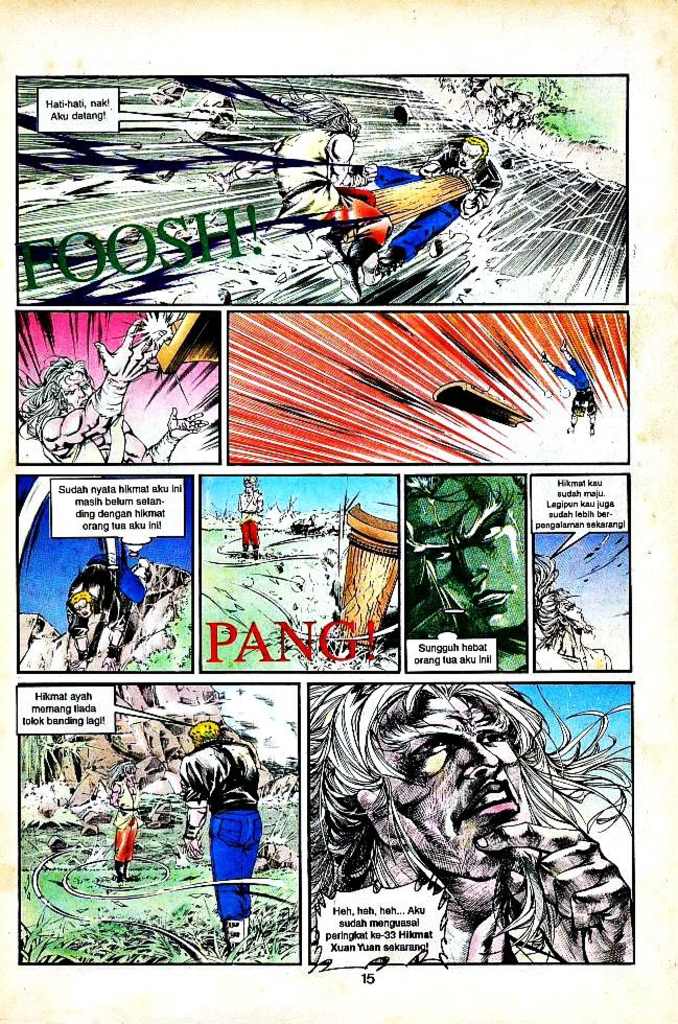 Hati-hati, nak!
Aku datang!
FOOSH!
Sudah nyata hikmat aku ini
masih belum setan-
ding dengan hikmat
orang tua aku ini!
PANG!
Sungguh hebat
orang tua aku ini!
Hikmat kau
sudah maju.
Lagipun kau juga
sudah lebih ber-
pengalaman sekarang!
Hikmat ayah
memang tiada
tolok banding lagi!
Heh, heh, heh... Aku
sudah menguasai
peringkat ke-33 Hikmat
Xuan Yuan sekarang!
15